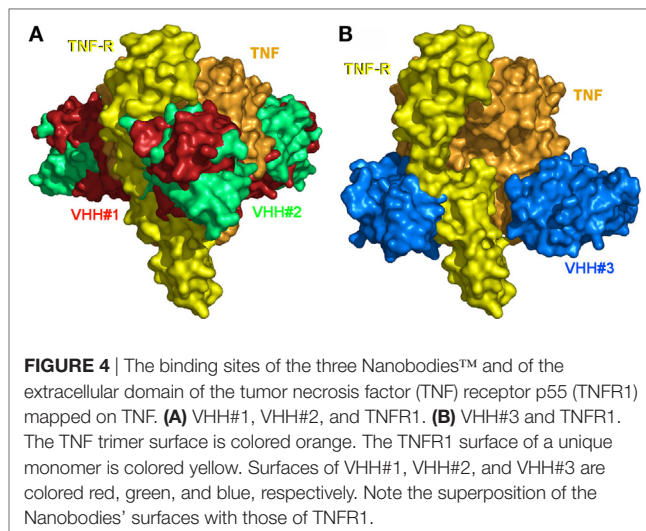 A
B
TNF-R
TNF
TNF-R
TNF
VHH#1
VHH#2
VHH#3
FIGURE 4 | The binding sites of the three Nanobodies™ and of the
extracellular domain of the tumor necrosis factor (TNF) receptor p55 (TNFR1)
mapped on TNF. (A) VHH#1, VHH#2, and TNFR1. (B) VHH#3 and TNFR1.
The TNF trimer surface is colored orange. The TNFR1 surface of a unique
monomer is colored yellow. Surfaces of VHH#1, VHH#2, and VHH#3 are
colored red, green, and blue, respectively. Note the superposition of the
Nanobodies' surfaces with those of TNFR1.